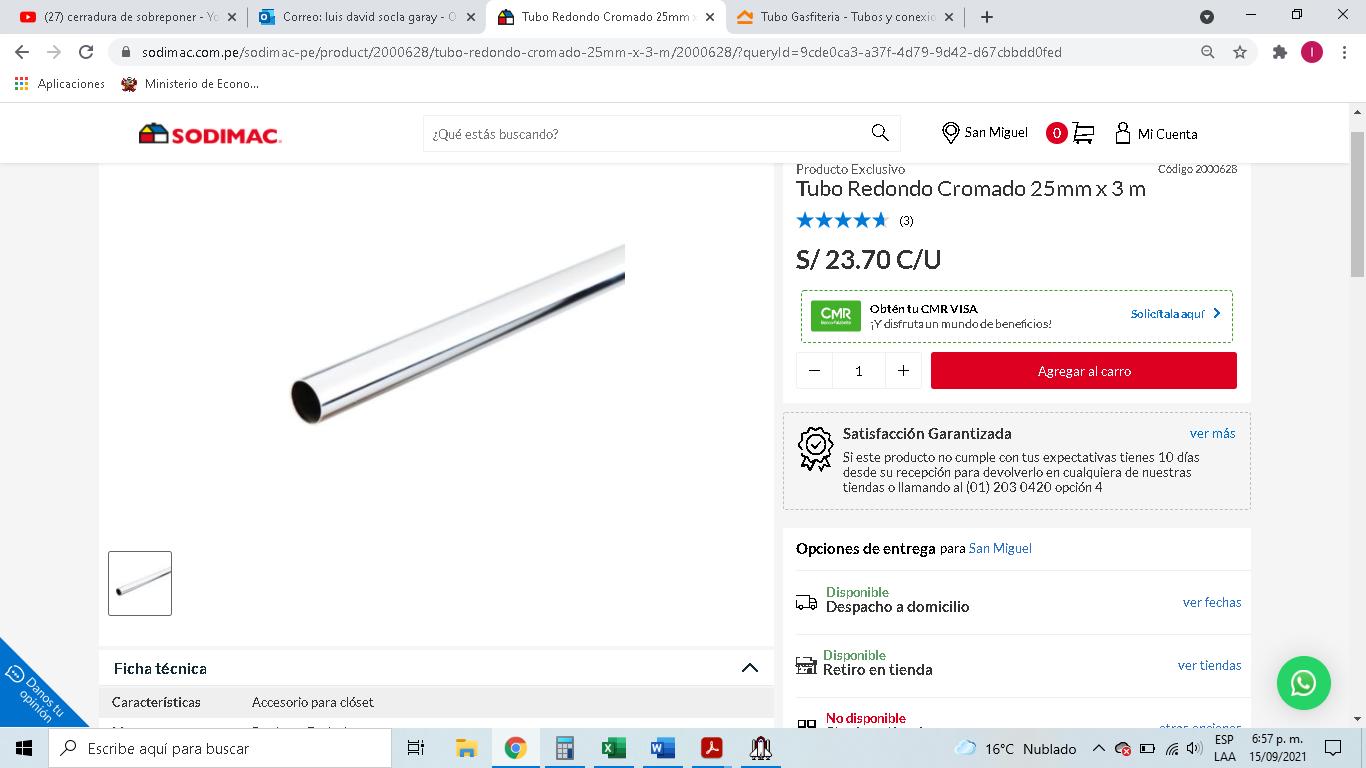 (27) cerradura de sobreponer - Yo
Correo: luis david socla garay - O
Tubo Redondo Cromado 25mm x
Tubo Gasfiteria - Tubos y conexio
sodimac.com.pe/sodimac-pe/product/2000628/tubo-redondo-cromado-25mm-x-3-m/2000628/?queryId=9cde0ca3-a37f-4d79-9d42-d67cbbdd0fed
I
Aplicaciones
Ministerio de Econo...
SODIMAC
¿Qué estás buscando?
San Miguel
0
Mi Cuenta
Producto Exclusivo
Código 2000628
Tubo Redondo Cromado 25mm x 3 m
(3)
S/ 23.70 C/U
CMR
Obtén tu CMR VISA
¡Y disfruta un mundo de beneficios!
Solicítala aquí
1
Agregar al carro
Satisfacción Garantizada
ver más
Si este producto no cumple con tus expectativas tienes 10 días
desde su recepción para devolverlo en cualquiera de nuestras
tiendas o llamando al (01) 203 0420 opción 4
Opciones de entrega para San Miguel
Disponible
Despacho a domicilio
ver fechas
Disponible
Retiro en tienda
ver tiendas
No disponible
otras opciones
Ficha técnica
Características
Accesorio para clóset
Danos tu
opinión
Escribe aquí para buscar
16°C Nublado
ESP
LAA
6:57 p. m.
15/09/2021